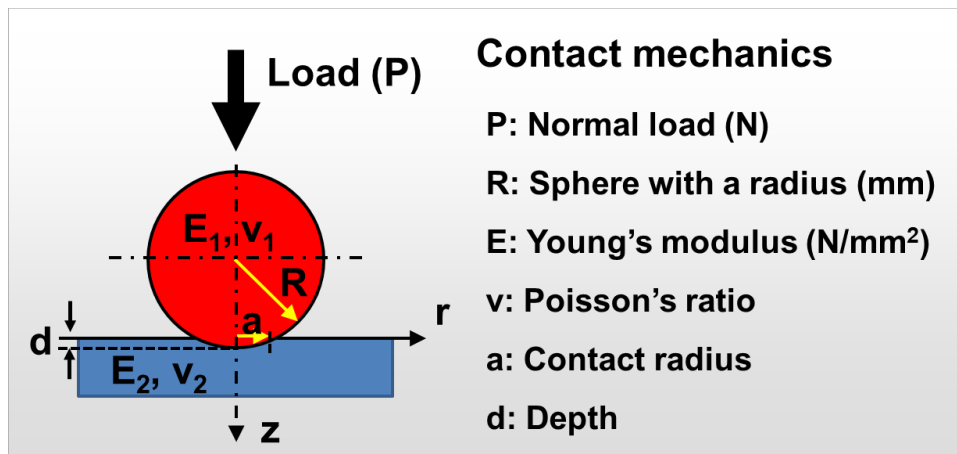 Load (P)
E₁, v₁
R
a
r
d
E₂, v₂
z
Contact mechanics
P: Normal load (N)
R: Sphere with a radius (mm)
E: Young’s modulus (N/mm²)
v: Poisson’s ratio
a: Contact radius
d: Depth